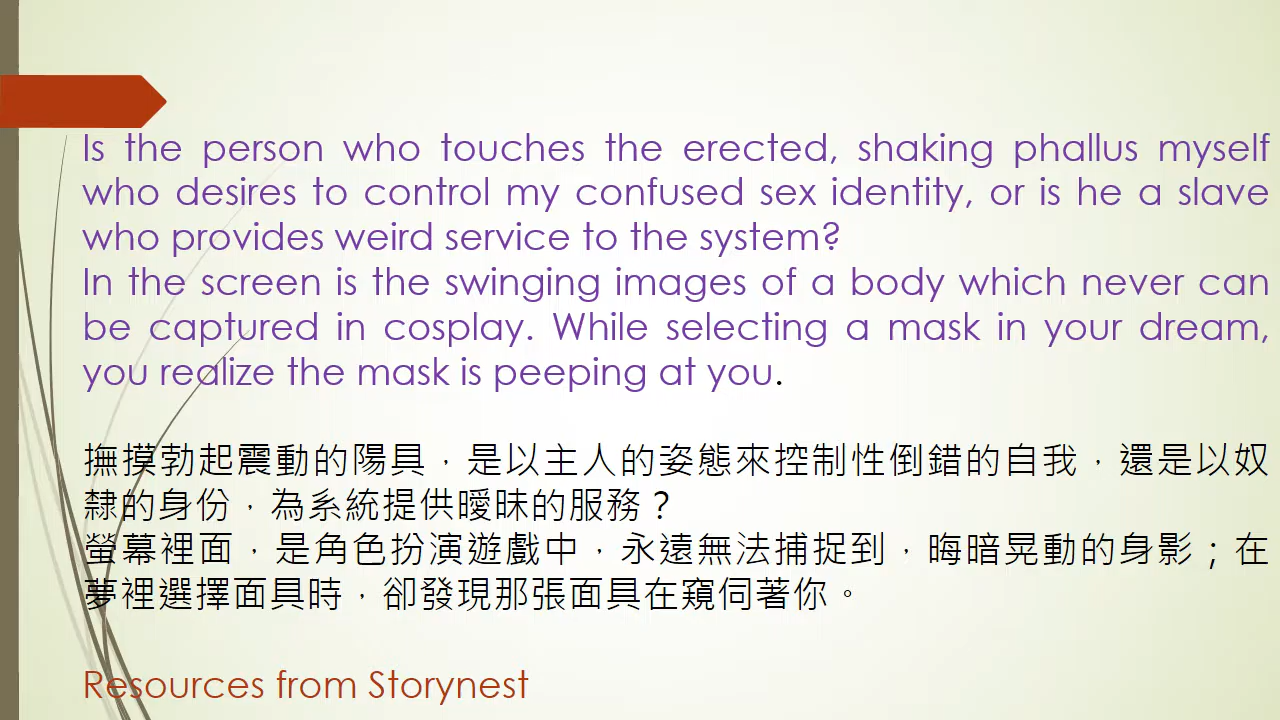 Is the person who touches the erected, shaking phallus myself
who desires to control my confused sex identity, or is he a slave
who provides weird service to the system?
In the screen is the swinging images of a body which never can
be captured in cosplay. While selecting a mask in your dream,
you realize the mask is peeping at you.
撫摸勃起震動的陽具，是以主人的姿態來控制性倒錯的自我，還是以奴
隸的身份，為系統提供曖昧的服務？
螢幕裡面，是角色扮演遊戲中，永遠無法捕捉到，晦暗晃動的身影；在
夢裡選擇面具時，卻發現那張面具在窺伺著你。
Resources from Storynest